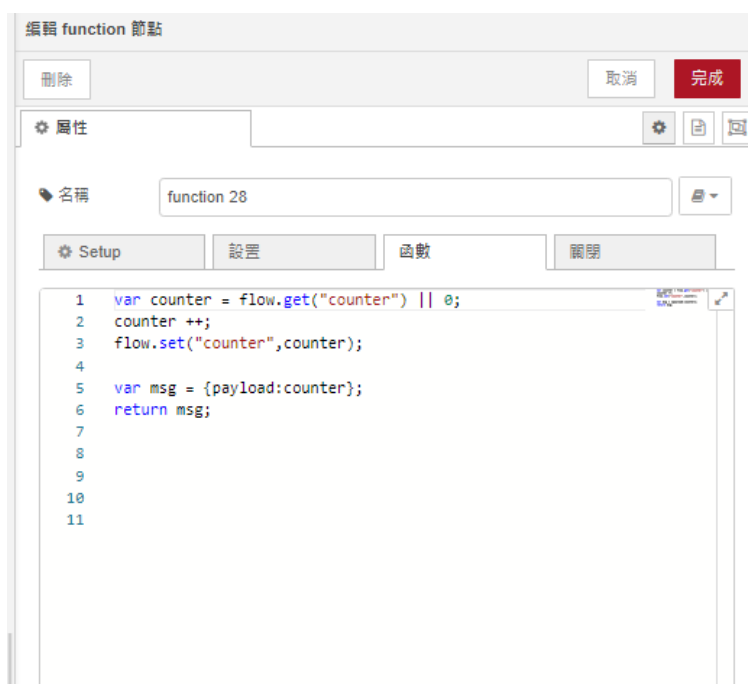 編輯 function 節點
刪除
取消
完成
屬性
名稱
function 28
Setup
設置
函數
關閉
1 var counter = flow.get("counter") || 0;
2 counter ++;
3 flow.set("counter",counter);
4
5 var msg = {payload:counter};
6 return msg;
7
8
9
10
11